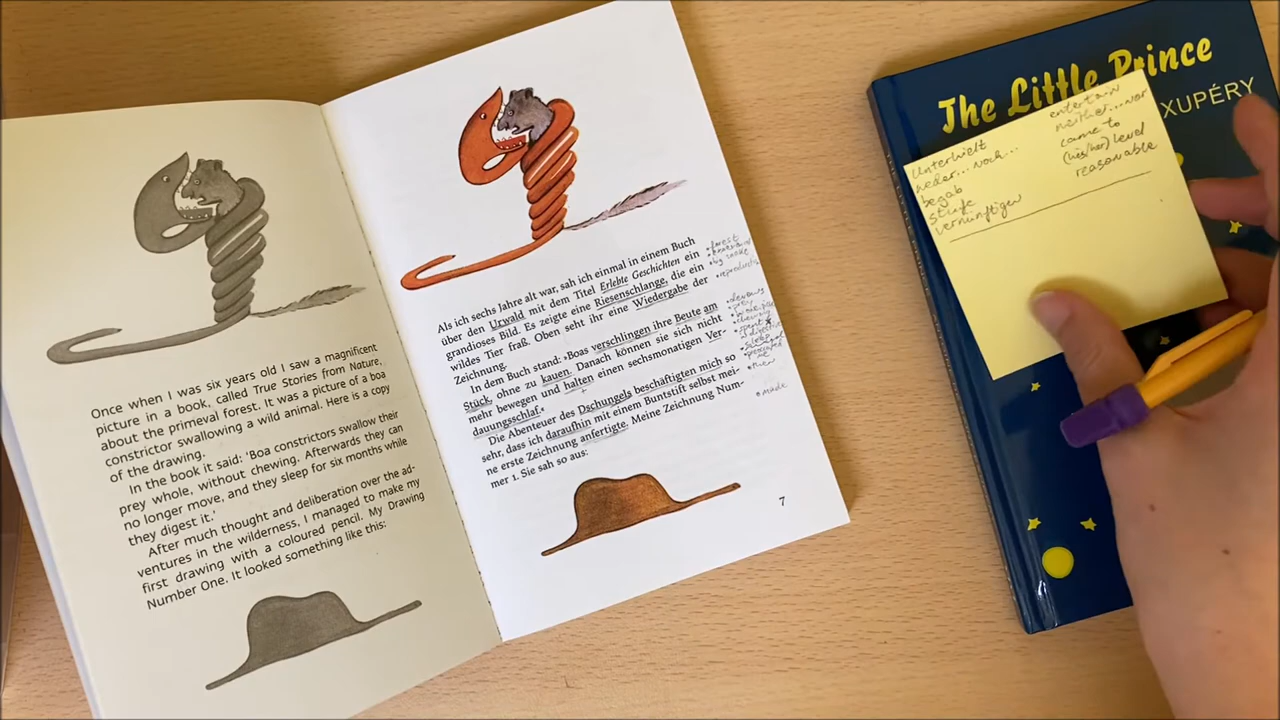 Once when I was six years old I saw a magnificent
picture in a book, called True Stories from Nature,
about the primeval forest. It was a picture of a boa
constrictor swallowing a wild animal. Here is a copy
of the drawing.
In the book it said: 'Boa constrictors swallow their
prey whole, without chewing. Afterwards they can
no longer move, and they sleep for six months while
they digest it.'
After much thought and deliberation over the ad-
ventures in the wilderness, I managed to make my
first drawing with a coloured pencil. My Drawing
Number One. It looked something like this:
Als ich sechs Jahre alt war, sah ich einmal in einem Buch
über den Urwald mit dem Titel Erlebte Geschichten ein
grandioses Bild. Es zeigte eine Riesenschlange, die ein
wildes Tier fraß. Oben seht ihr eine Wiedergabe der
Zeichnung.
In dem Buch stand: »Boas verschlingen ihre Beute am
Stück, ohne zu kauen. Danach können sie sich nicht
mehr bewegen und halten einen sechsmonatigen Ver-
dauungsschlaf.«
Die Abenteuer des Dschungels beschäftigten mich so
sehr, dass ich daraufhin mit einem Buntstift selbst mei-
ne erste Zeichnung anfertigte. Meine Zeichnung Num-
mer 1. Sie sah so aus:
7
forest
devours
prey
made
The Little Prince
XUPÉRY
Unterhielt
weder... noch...
begab
Stufe
vernünftiger
entertain
neither...nor
came to
(his/her) level
reasonable